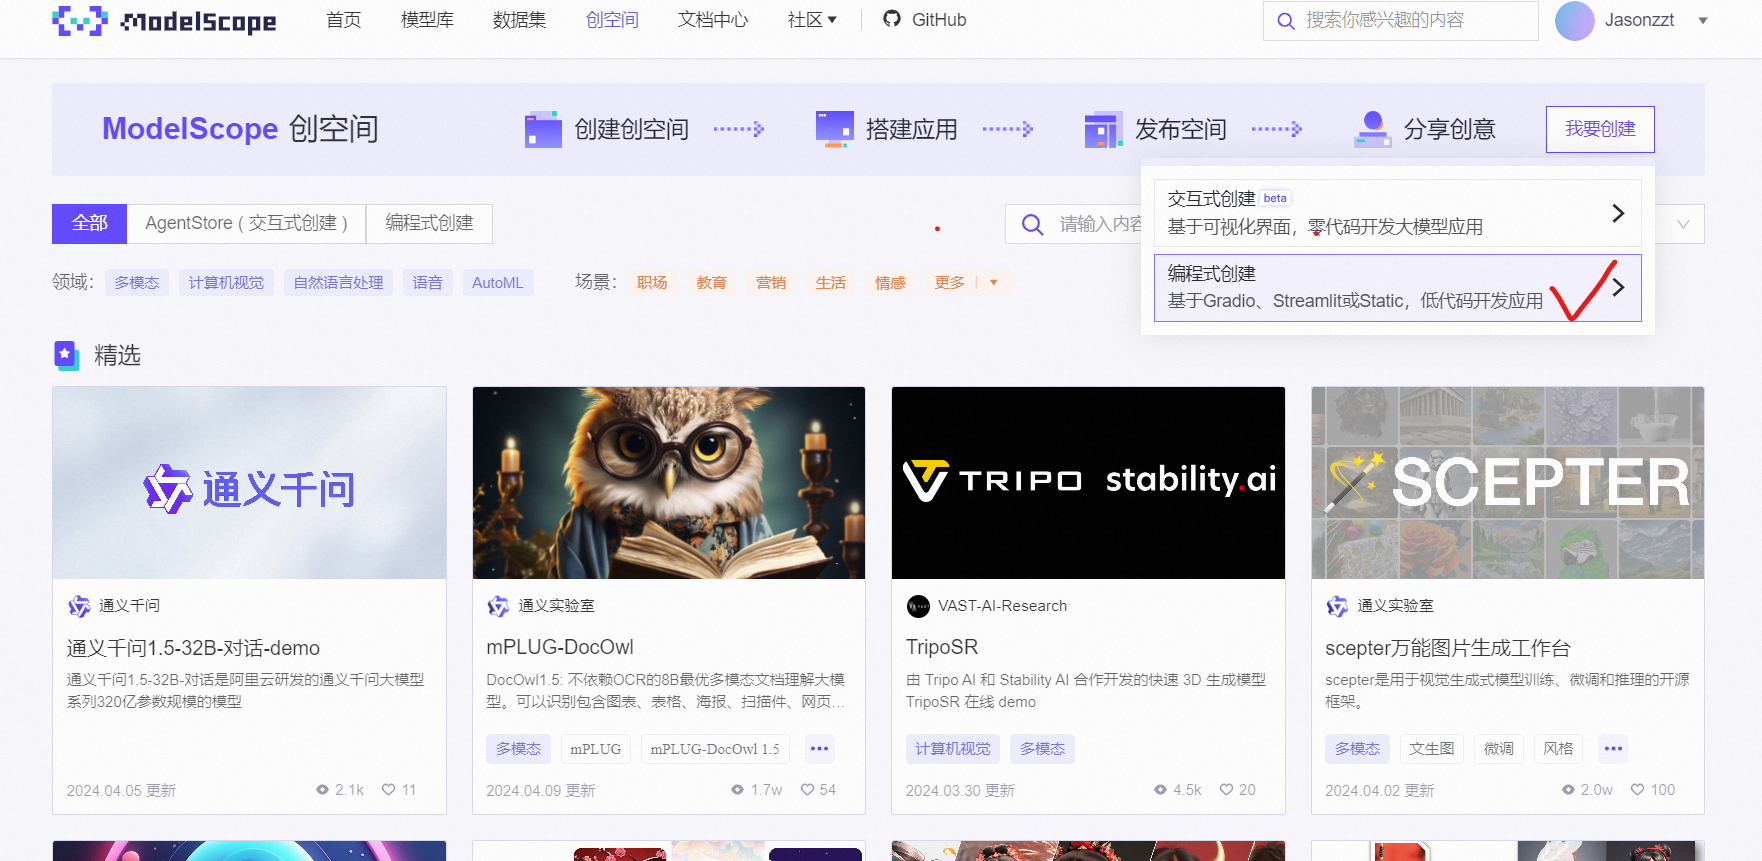 ModelScope 首页 模型库 数据集 创空间 文档中心 社区 GitHub 搜索你感兴趣的内容 Jasonzzt
ModelScope 创空间 创建创空间 搭建应用 发布空间 分享创意 我要创建
交互式创建 beta
基于可视化界面，零代码开发大模型应用
编程式创建
基于Gradio、Streamlit或Static，低代码开发应用
全部 AgentStore ( 交互式创建 ) 编程式创建 请输入内容
领域： 多模态 计算机视觉 自然语言处理 语音 AutoML 场景： 职场 教育 营销 生活 情感 更多
精选
通义千问
通义千问
通义千问1.5-32B-对话-demo
通义千问1.5-32B-对话是阿里云研发的通义千问大模型
系列320亿参数规模的模型
2024.04.05 更新 2.1k 11
通义实验室
mPLUG-DocOwl
DocOwl1.5: 不依赖OCR的8B最优多模态文档理解大模
型。可以识别包含图表、表格、海报、扫描件、网页...
多模态 mPLUG mPLUG-DocOwl 1.5 •••
2024.04.09 更新 1.7w 54
TRIPO stability.ai
VAST-AI-Research
TripoSR
由 Tripo AI 和 Stability AI 合作开发的快速 3D 生成模型
TripoSR 在线 demo
计算机视觉 多模态
2024.03.30 更新 4.5k 20
SCEPTER
通义实验室
scepter万能图片生成工作台
scepter是用于视觉生成式模型训练、微调和推理的开源
框架。
多模态 文生图 微调 风格 •••
2024.04.02 更新 2.0w 100